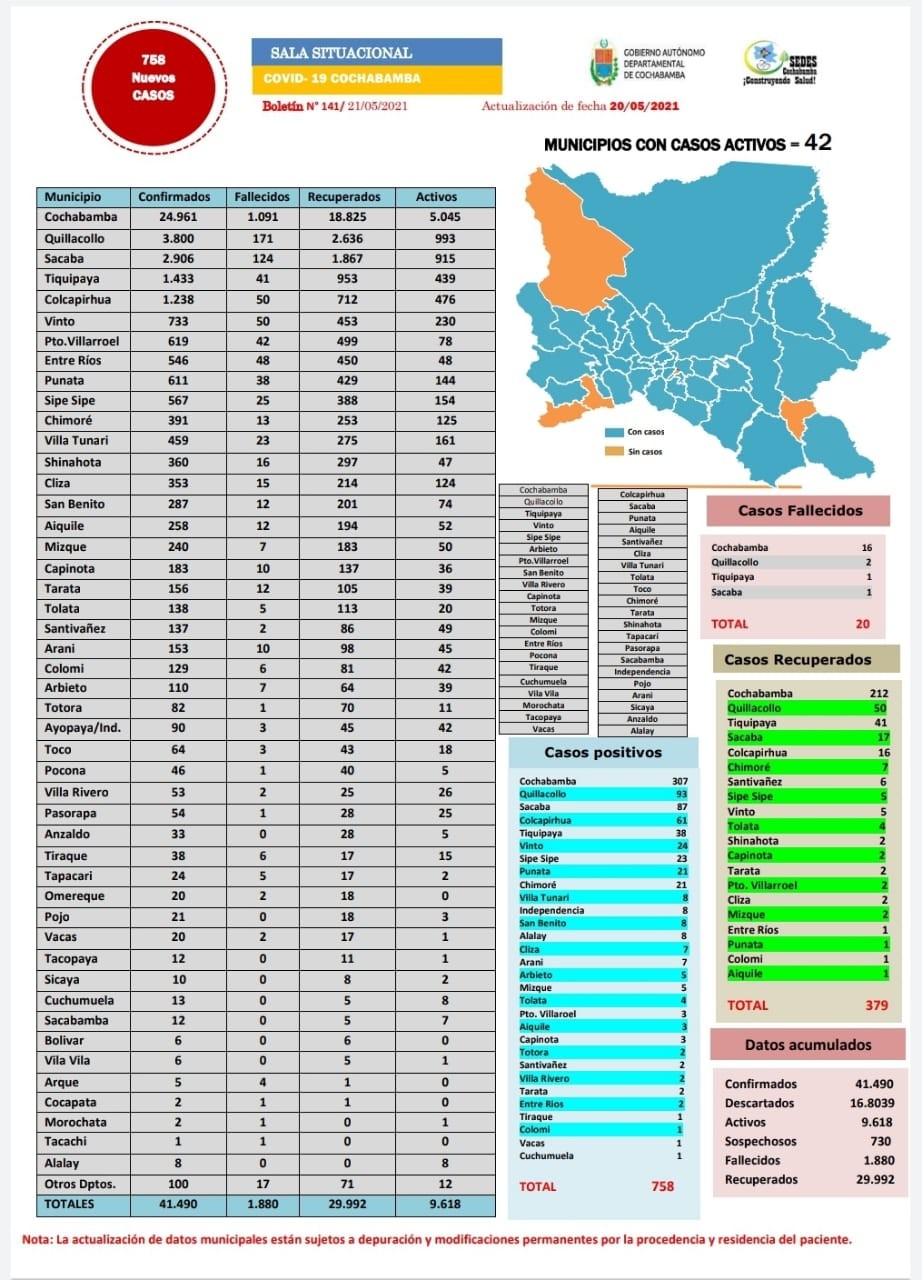 758
Nuevos
CASOS
SALA SITUACIONAL
COVID- 19 COCHABAMBA
Boletín N° 141/ 21/05/2021
Actualización de fecha 20/05/2021
GOBIERNO AUTÓNOMO
DEPARTAMENTAL
DE COCHABAMBA
SEDES
Cochabamba
¡Construyendo Salud!
MUNICIPIOS CON CASOS ACTIVOS = 42
Municipio Confirmados Fallecidos Recuperados Activos
Cochabamba 24.961 1.091 18.825 5.045
Quillacollo 3.800 171 2.636 993
Sacaba 2.906 124 1.867 915
Tiquipaya 1.433 41 953 439
Colcapirhua 1.238 50 712 476
Vinto 733 50 453 230
Pto.Villarroel 619 42 499 78
Entre Ríos 546 48 450 48
Punata 611 38 429 144
Sipe Sipe 567 25 388 154
Chimoré 391 13 253 125
Villa Tunari 459 23 275 161
Shinahota 360 16 297 47
Cliza 353 15 214 124
San Benito 287 12 201 74
Aiquile 258 12 194 52
Mizque 240 7 183 50
Capinota 183 10 137 36
Tarata 156 12 105 39
Tolata 138 5 113 20
Santivañez 137 2 86 49
Arani 153 10 98 45
Colomi 129 6 81 42
Arbieto 110 7 64 39
Totora 82 1 70 11
Ayopaya/Ind. 90 3 45 42
Toco 64 3 43 18
Pocona 46 1 40 5
Villa Rivero 53 2 25 26
Pasorapa 54 1 28 25
Anzaldo 33 0 28 5
Tiraque 38 6 17 15
Tapacari 24 5 17 2
Omereque 20 2 18 0
Pojo 21 0 18 3
Vacas 20 2 17 1
Tacopaya 12 0 11 1
Sicaya 10 0 8 2
Cuchumuela 13 0 5 8
Sacabamba 12 0 5 7
Bolivar 6 0 6 0
Vila Vila 6 0 5 1
Arque 5 4 1 0
Cocapata 2 1 1 0
Morochata 2 1 0 1
Tacachi 1 1 0 0
Alalay 8 0 0 8
Otros Dptos. 100 17 71 12
TOTALES 41.490 1.880 29.992 9.618
Con casos
Sin casos
Cochabamba
Quillacollo
Tiquipaya
Vinto
Sipe Sipe
Arbieto
Pto.Villarroel
San Benito
Villa Rivero
Capinota
Totora
Mizque
Colomi
Entre Ríos
Pocona
Tiraque
Cuchumuela
Vila Vila
Morochata
Tacopaya
Vacas
Colcapirhua
Sacaba
Punata
Aiquile
Santivañez
Cliza
Villa Tunari
Tolata
Toco
Chimoré
Tarata
Shinahota
Tapacarí
Pasorapa
Sacabamba
Independencia
Pojo
Arani
Sicaya
Anzaldo
Alalay
Casos positivos
Cochabamba 307
Quillacollo 93
Sacaba 87
Colcapirhua 61
Tiquipaya 38
Vinto 24
Sipe Sipe 23
Punata 21
Chimoré 21
Villa Tunari 8
Independencia 8
San Benito 8
Alalay 8
Cliza 7
Arani 7
Arbieto 5
Mizque 5
Tolata 4
Pto. Villaroel 3
Aiquile 3
Capinota 3
Totora 2
Santivañez 2
Villa Rivero 2
Tarata 2
Entre Rios 2
Tiraque 1
Colomi 1
Vacas 1
Cuchumuela 1
TOTAL 758
Casos Fallecidos
Cochabamba 16
Quillacollo 2
Tiquipaya 1
Sacaba 1
TOTAL 20
Casos Recuperados
Cochabamba 212
Quillacollo 50
Tiquipaya 41
Sacaba 17
Colcapirhua 16
Chimoré 7
Santivañez 6
Sipe Sipe 5
Vinto 5
Tolata 4
Shinahota 2
Capinota 2
Tarata 2
Pto. Villarroel 2
Cliza 2
Mizque 2
Entre Ríos 1
Punata 1
Colomi 1
Aiquile 1
TOTAL 379
Datos acumulados
Confirmados 41.490
Descartados 16.8039
Activos 9.618
Sospechosos 730
Fallecidos 1.880
Recuperados 29.992
Nota: La actualización de datos municipales están sujetos a depuración y modificaciones permanentes por la procedencia y residencia del paciente.